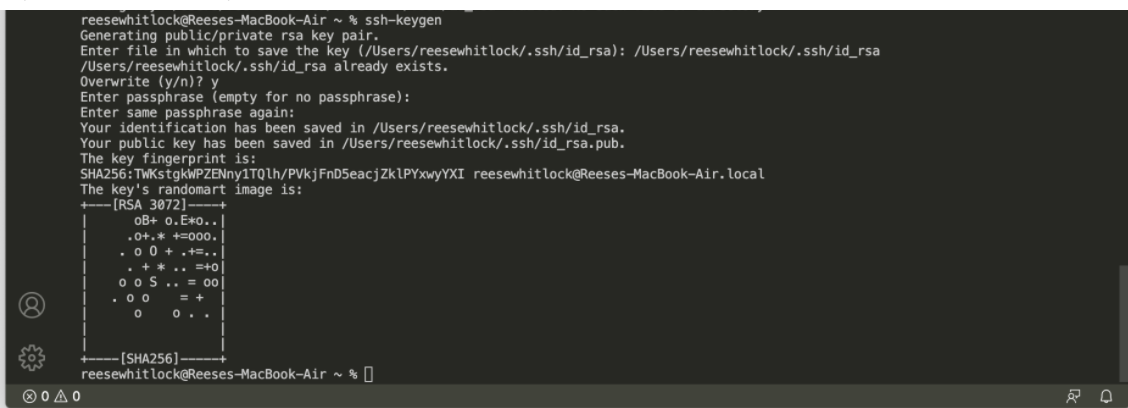 reesewhitlock@Reeses-MacBook-Air ~ % ssh-keygen
Generating public/private rsa key pair.
Enter file in which to save the key (/Users/reesewhitlock/.ssh/id_rsa): /Users/reesewhitlock/.ssh/id_rsa
/Users/reesewhitlock/.ssh/id_rsa already exists.
Overwrite (y/n)? y
Enter passphrase (empty for no passphrase):
Enter same passphrase again:
Your identification has been saved in /Users/reesewhitlock/.ssh/id_rsa.
Your public key has been saved in /Users/reesewhitlock/.ssh/id_rsa.pub.
The key fingerprint is:
SHA256:TWKstgkWPZENny1TQlh/PVkjFnD5eacjZklPYxwyYXI reesewhitlock@Reeses-MacBook-Air.local
The key's randomart image is:
+---[RSA 3072]----+
|      oB+ o.E*o..|
|     .o+.* +=ooo.|
|    . o O + .+=..|
|     . + * .. =+o|
|    o o S .. = oo|
|   . o o    = +  |
|      o    o . . |
|                 |
|                 |
+----[SHA256]-----+
reesewhitlock@Reeses-MacBook-Air ~ %
0 0